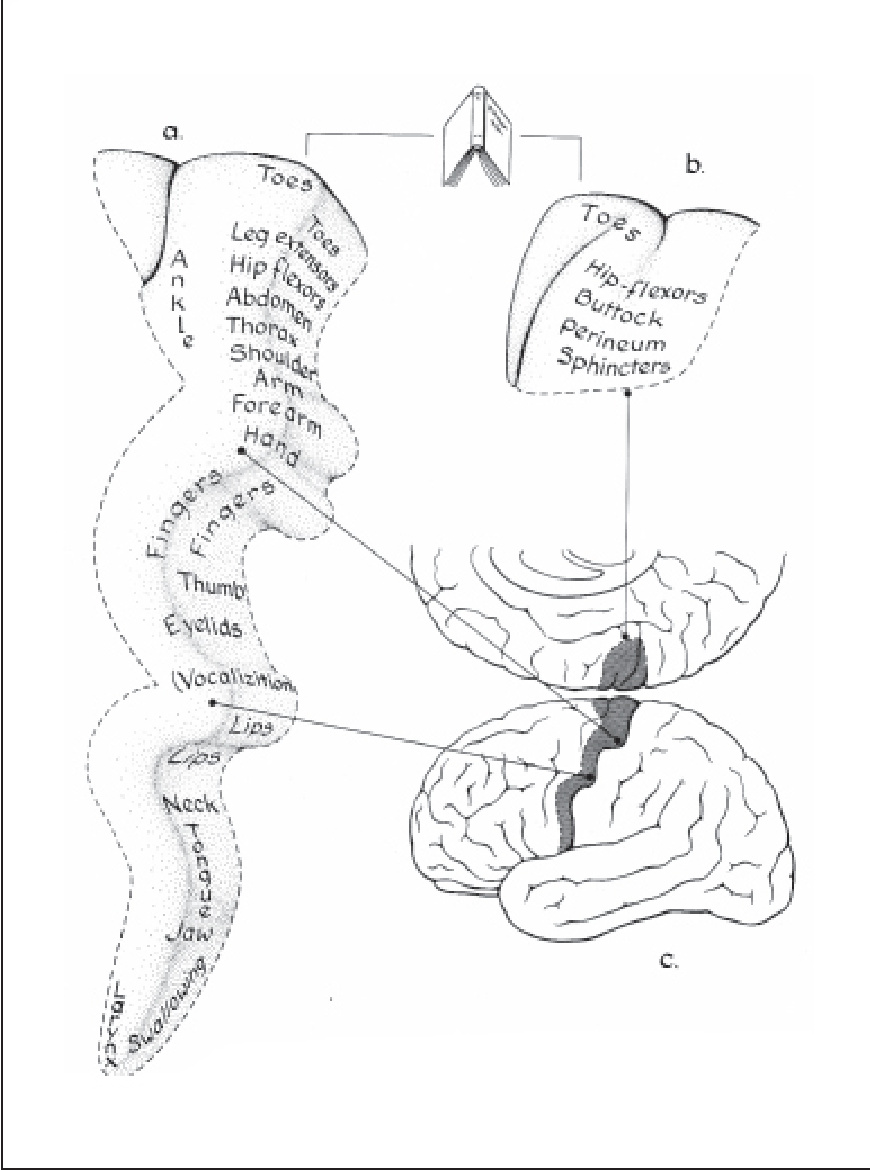 a.
Toes
Toes
Leg extensors
Hip flexors
Ankle
Abdomen
Thorax
Shoulder
Arm
Forearm
Hand
Fingers
Fingers
Thumb
Eyelids
(Vocalization)
Lips
Lips
Neck
Tongue
Jaw
Swallowing
Larynx
b.
Toes
Hip-flexors
Buttock
perineum
Sphincters
c.